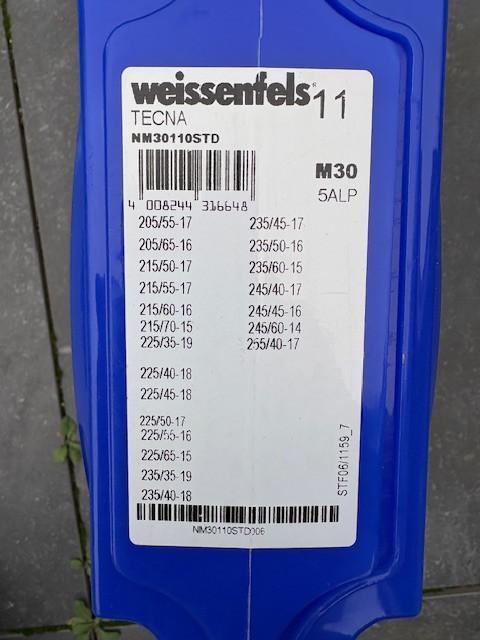 weissenfels® 11
TECNA
NM30110STD
M30
5ALP
4 008244 316648
205/55-17
205/65-16
215/50-17
215/55-17
215/60-16
215/70-15
225/35-19
225/40-18
225/45-18
225/50-17
225/55-16
225/65-15
235/35-19
235/40-18
235/45-17
235/50-16
235/60-15
245/40-17
245/45-16
245/60-14
255/40-17
STF06/1159_7
NM30110STD006